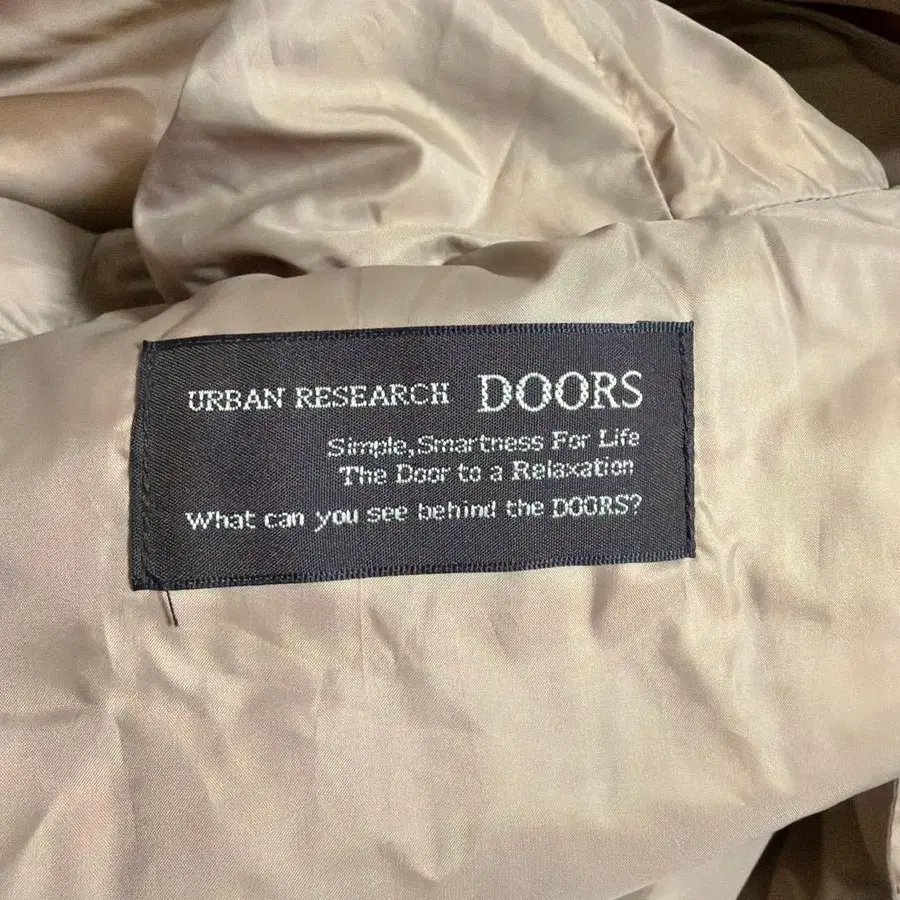 URBAN RESEARCH DOORS
Simple,Smartness For Life
The Door to a Relaxation
What can you see behind the DOORS?